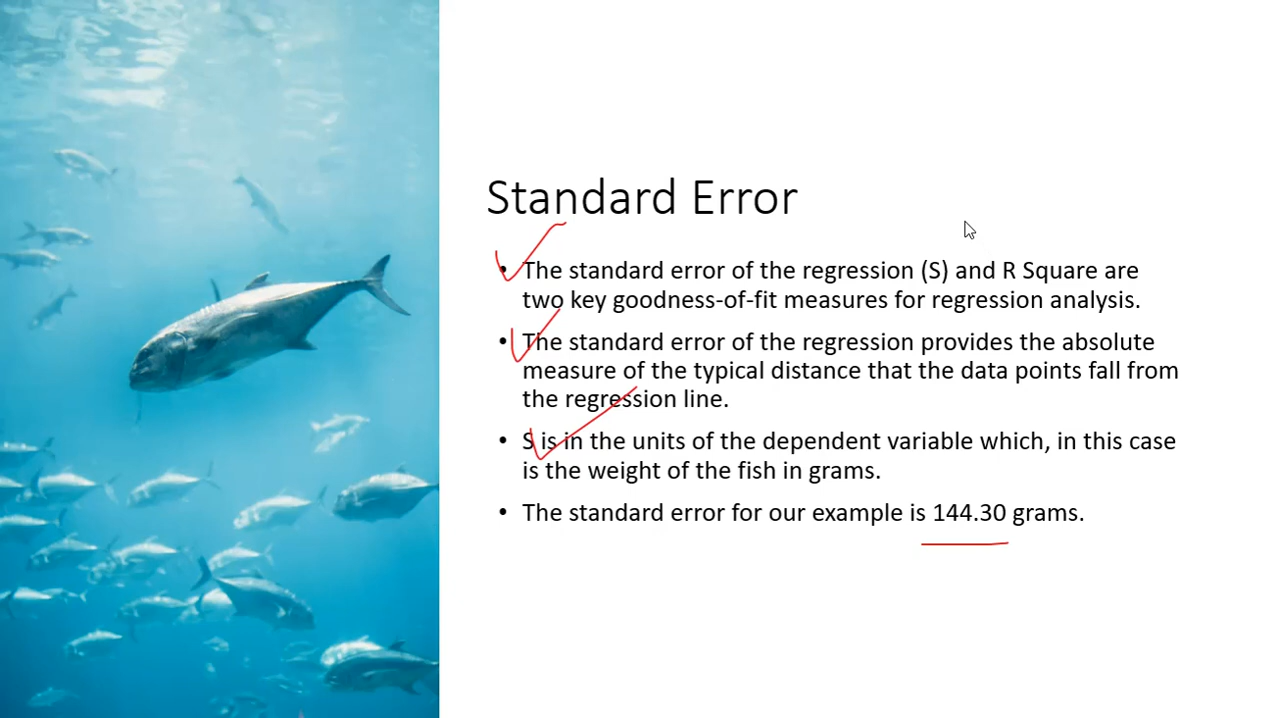 Standard Error
• The standard error of the regression (S) and R Square are
two key goodness-of-fit measures for regression analysis.
• The standard error of the regression provides the absolute
measure of the typical distance that the data points fall from
the regression line.
• S is in the units of the dependent variable which, in this case
is the weight of the fish in grams.
• The standard error for our example is 144.30 grams.